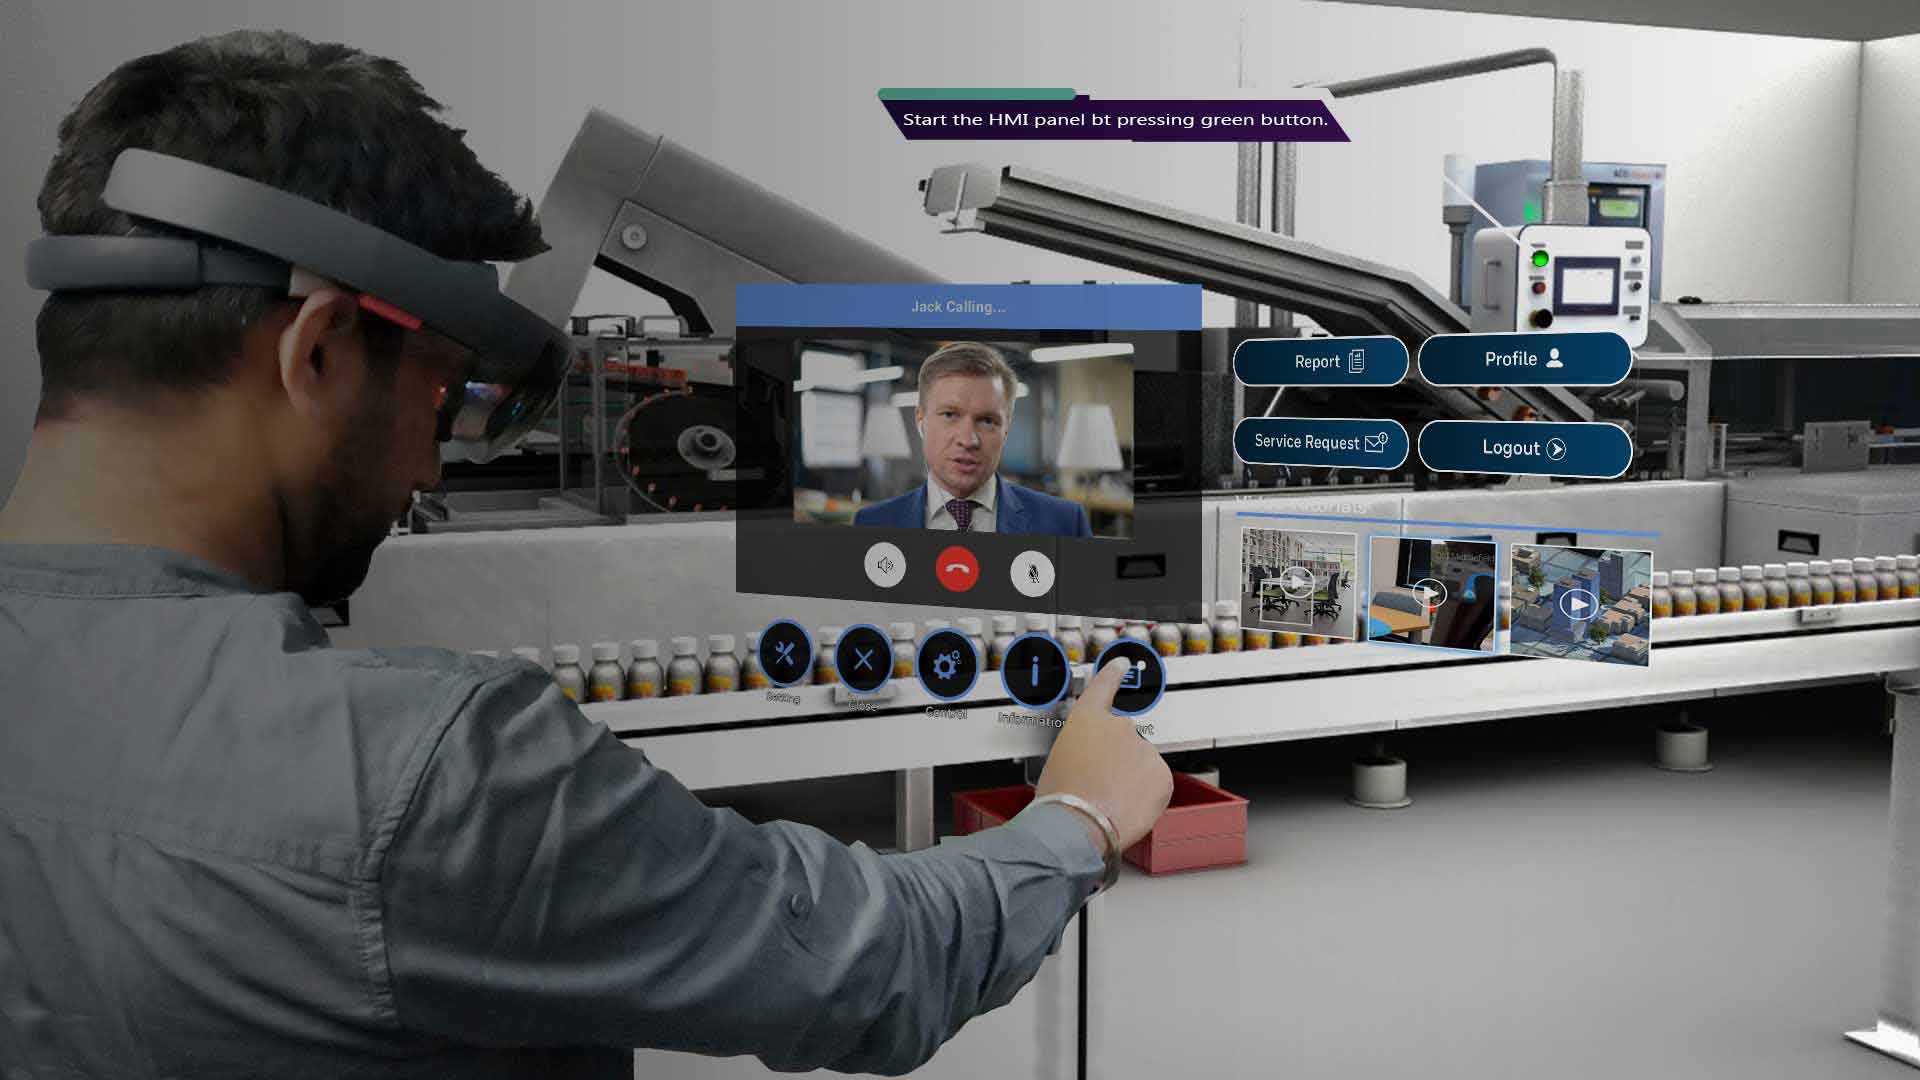 Start the HMI panel bt pressing green button.
Jack Calling...
Report
Profile
Service Request
Logout
Setting
Close
Control
Information